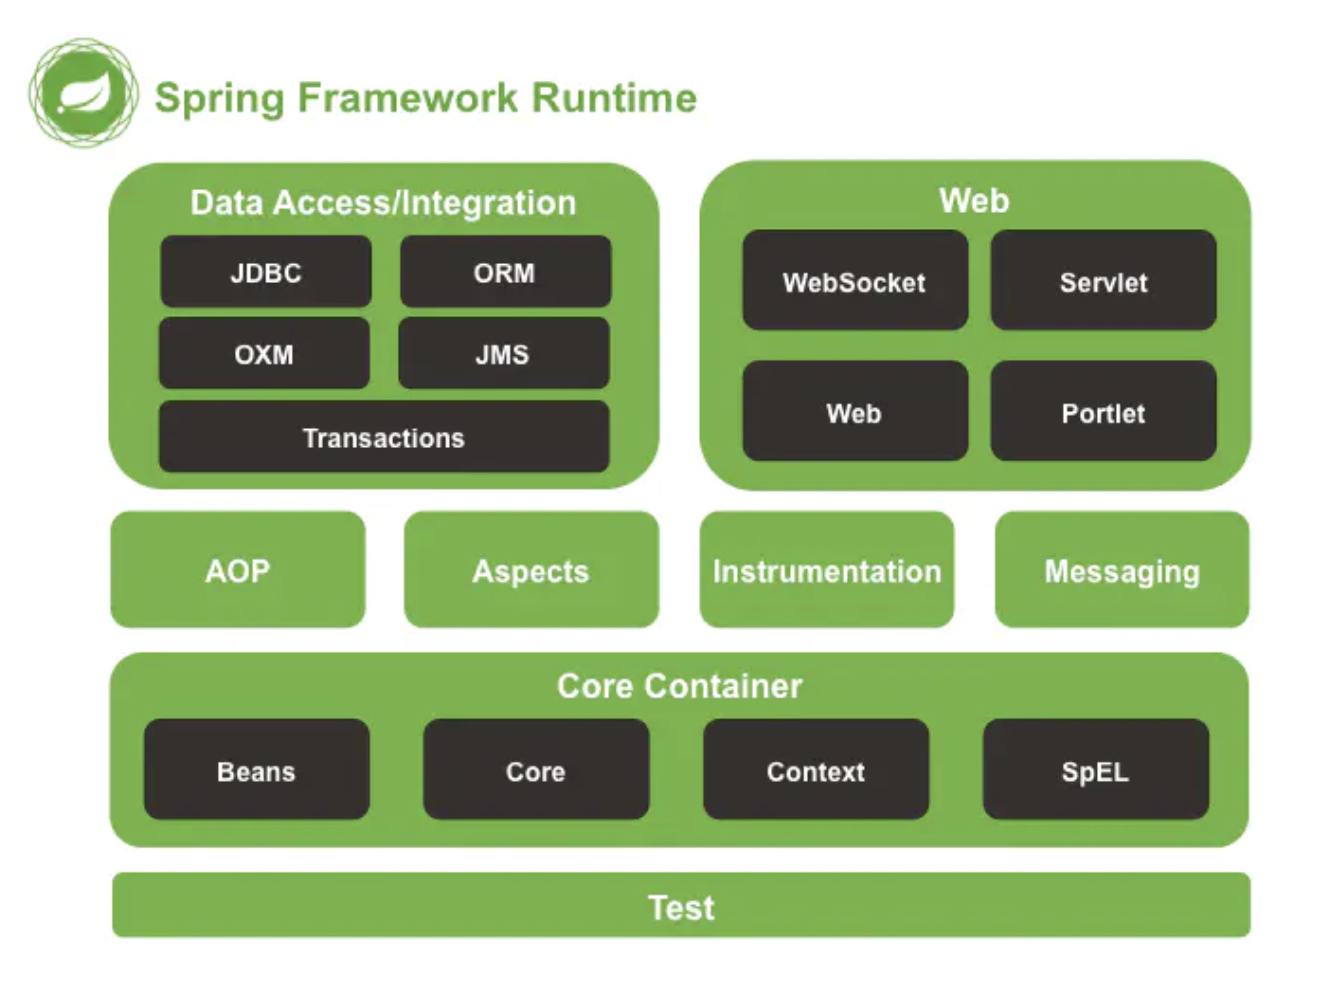 Spring Framework Runtime
Data Access/Integration
JDBC
ORM
OXM
JMS
Transactions
Web
WebSocket
Servlet
Web
Portlet
AOP
Aspects
Instrumentation
Messaging
Core Container
Beans
Core
Context
SpEL
Test